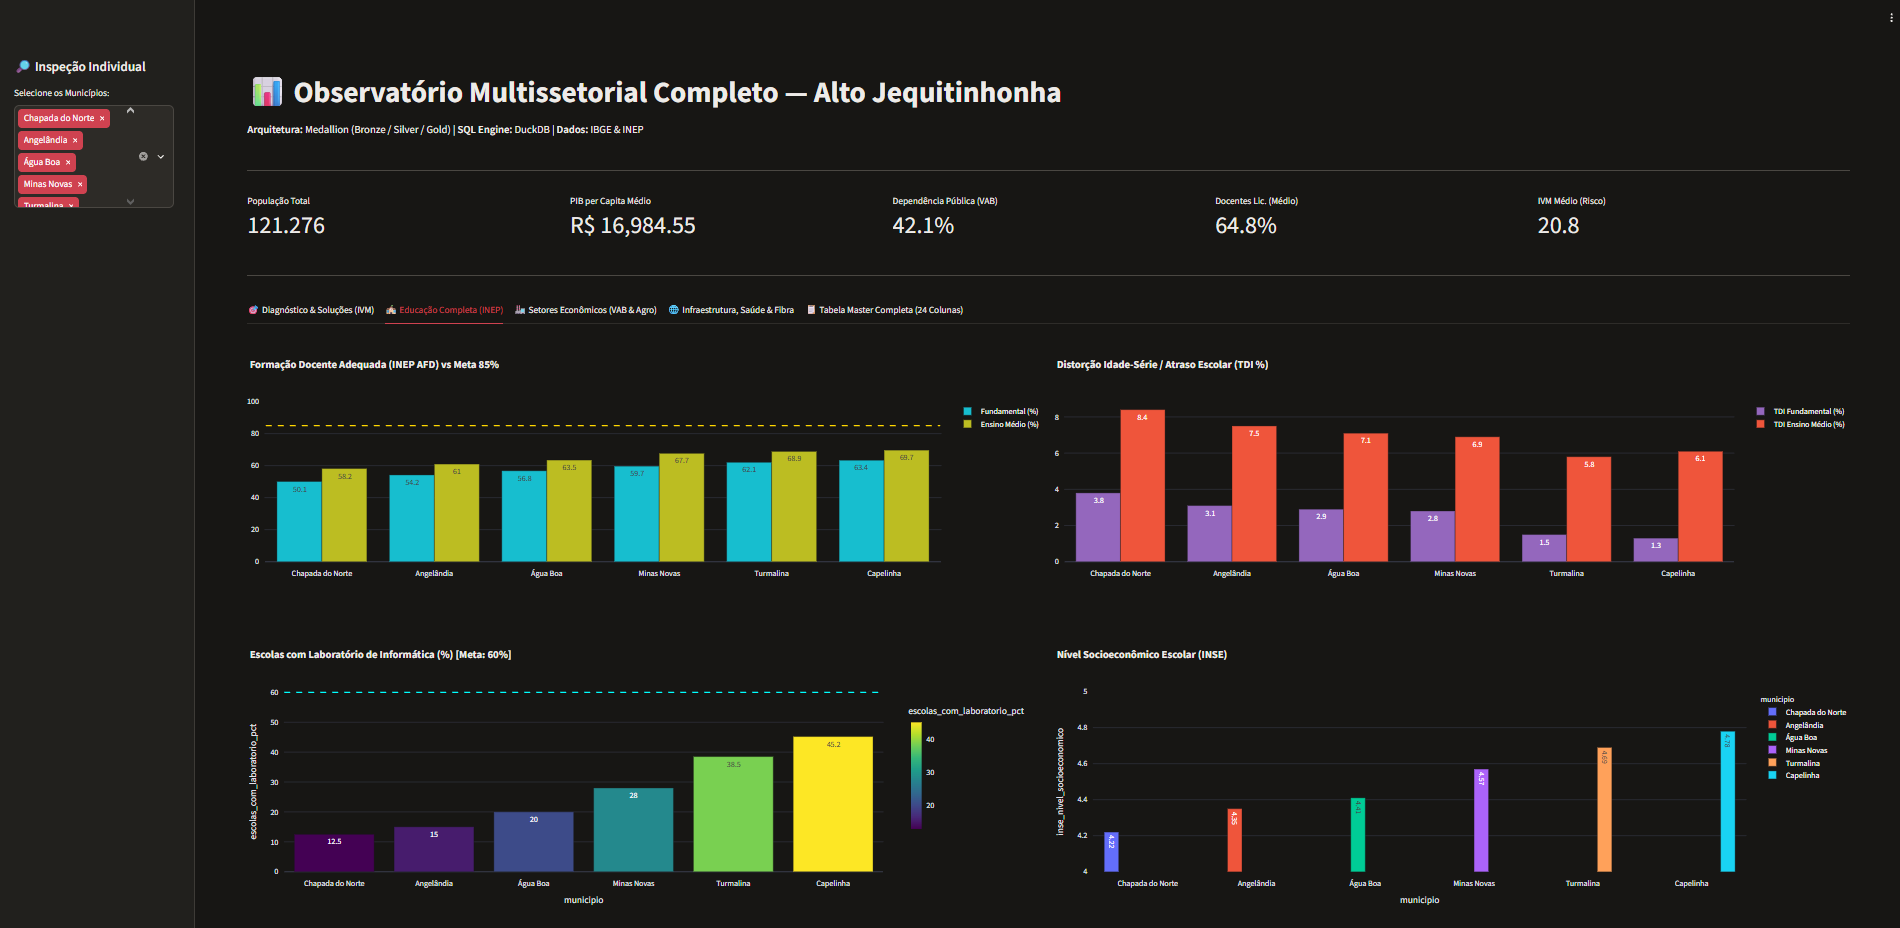 Inspeção Individual
Selecione os Municípios:
Chapada do Norte ×
Angelândia ×
Água Boa ×
Minas Novas ×
Turmalina ×
Observatório Multissetorial Completo — Alto Jequitinhonha
Arquitetura: Medallion (Bronze / Silver / Gold) | SQL Engine: DuckDB | Dados: IBGE & INEP
População Total
121.276
PIB per Capita Médio
R$ 16,984.55
Dependência Pública (VAB)
42.1%
Docentes Lic. (Médio)
64.8%
IVM Médio (Risco)
20.8
Diagnóstico & Soluções (IVM)
Educação Completa (INEP)
Setores Econômicos (VAB & Agro)
Infraestrutura, Saúde & Fibra
Tabela Master Completa (24 Colunas)
Formação Docente Adequada (INEP AFD) vs Meta 85%
100
80
60
40
20
0
50.1
58.2
54.2
61
56.8
63.5
59.7
67.7
62.1
68.9
63.4
69.7
Chapada do Norte
Angelândia
Água Boa
Minas Novas
Turmalina
Capelinha
Fundamental (%)
Ensino Médio (%)
Distorção Idade-Série / Atraso Escolar (TDI %)
8
6
4
2
0
3.8
8.4
3.1
7.5
2.9
7.1
2.8
6.9
1.5
5.8
1.3
6.1
Chapada do Norte
Angelândia
Água Boa
Minas Novas
Turmalina
Capelinha
TDI Fundamental (%)
TDI Ensino Médio (%)
Escolas com Laboratório de Informática (%) [Meta: 60%]
escolas_com_laboratorio_pct
60
50
40
30
20
10
0
12.5
15
20
28
38.5
45.2
Chapada do Norte
Angelândia
Água Boa
Minas Novas
Turmalina
Capelinha
municipio
escolas_com_laboratorio_pct
40
30
20
Nível Socioeconômico Escolar (INSE)
inse_nivel_socioeconomico
5
4.8
4.6
4.4
4.2
4
4.22
4.35
4.41
4.57
4.69
4.78
Chapada do Norte
Angelândia
Água Boa
Minas Novas
Turmalina
Capelinha
municipio
municipio
Chapada do Norte
Angelândia
Água Boa
Minas Novas
Turmalina
Capelinha